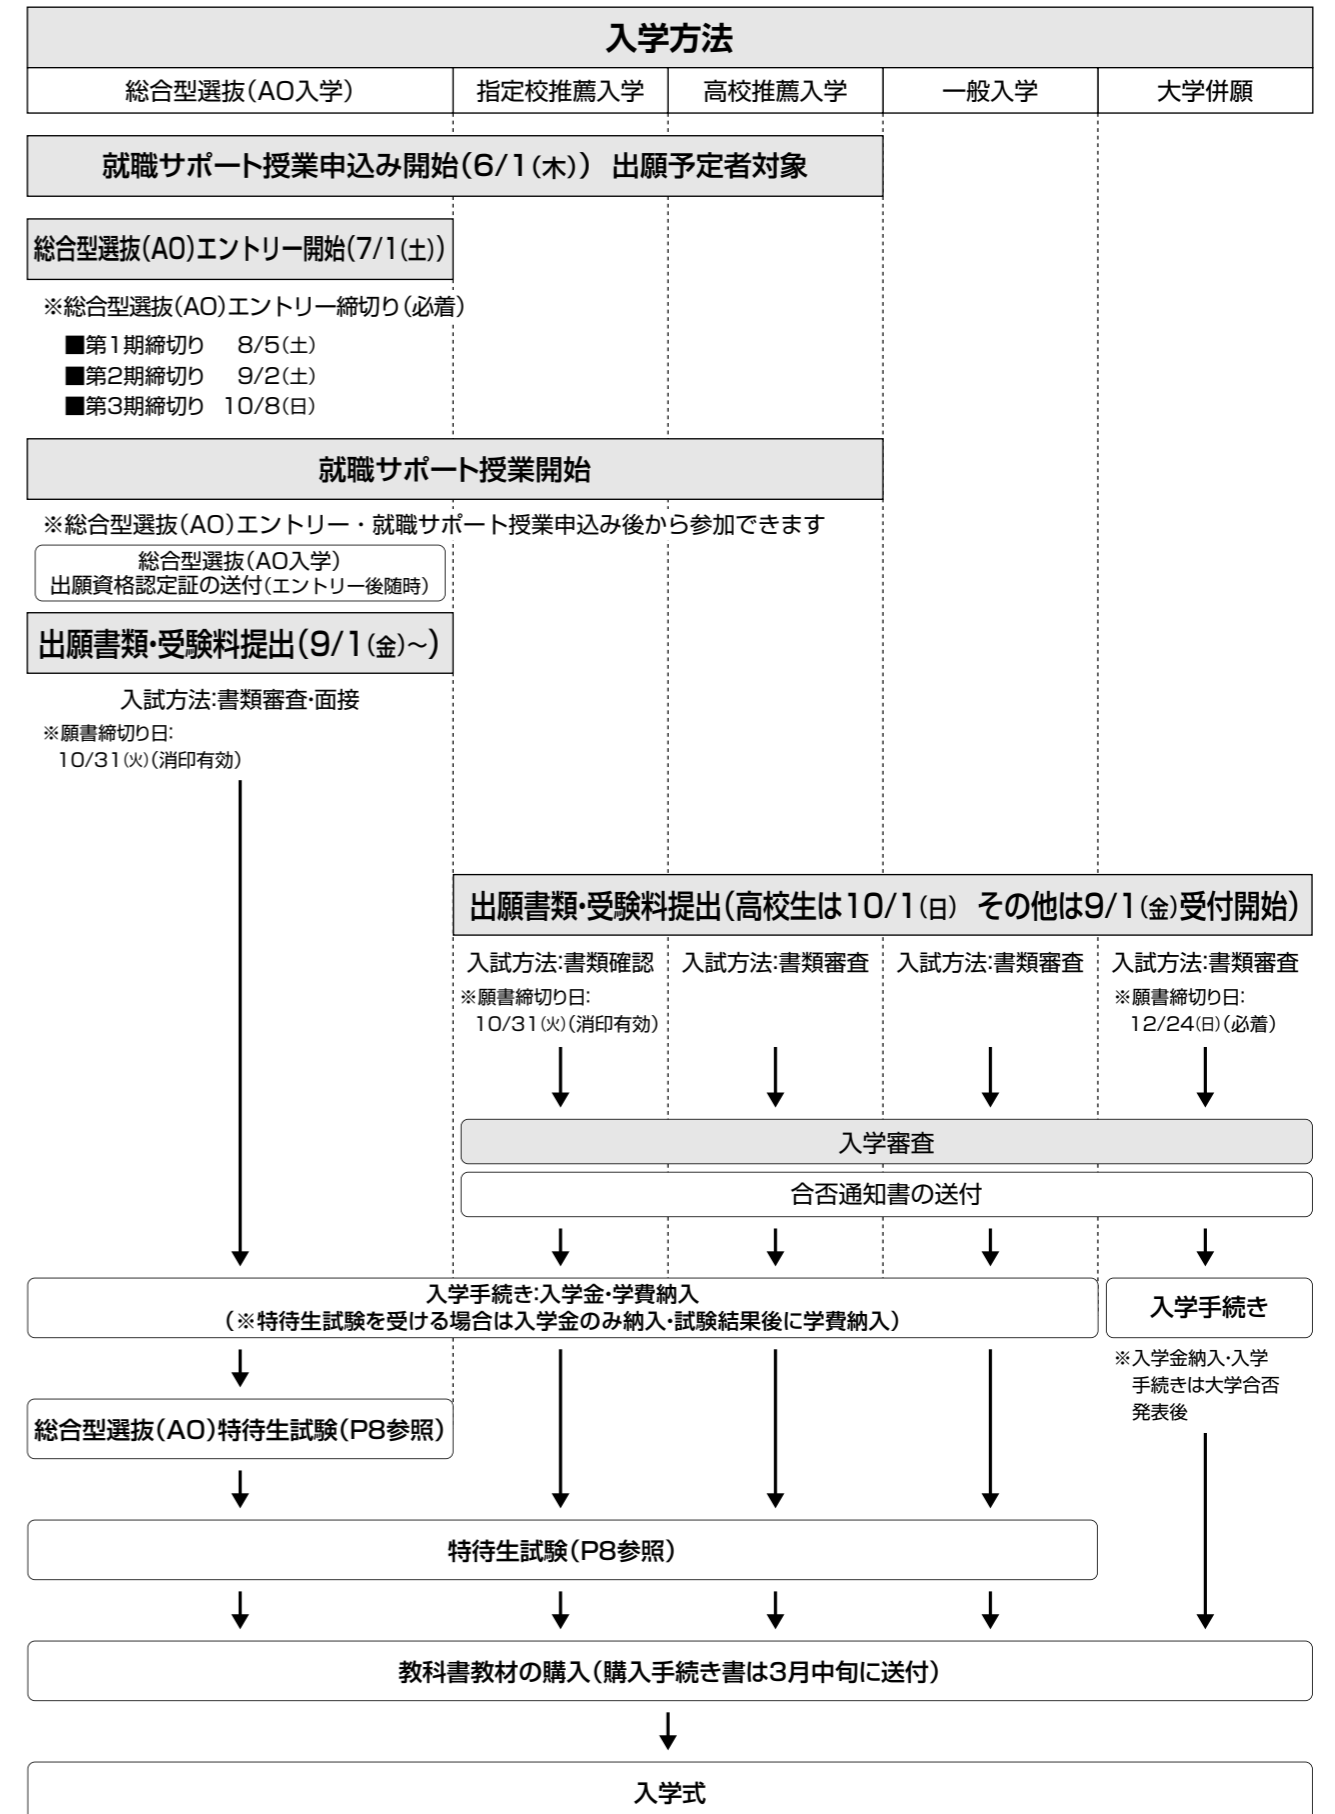 入学方法
総合型選抜(AO入学)
指定校推薦入学
高校推薦入学
一般入学
大学併願
就職サポート授業申込み開始(6/1(木)) 出願予定者対象
総合型選抜(AO)エントリー開始(7/1(土))
※総合型選抜(AO)エントリー締切り(必着)
■第1期締切り 8/5(土)
■第2期締切り 9/2(土)
■第3期締切り 10/8(日)
就職サポート授業開始
※総合型選抜(AO)エントリー・就職サポート授業申込み後から参加できます
総合型選抜(AO入学)
出願資格認定証の送付(エントリー後随時)
出願書類・受験料提出(9/1(金)～)
入試方法:書類審査・面接
※願書締切り日:
10/31(火)(消印有効)
出願書類・受験料提出(高校生は10/1(日) その他は9/1(金)受付開始)
入試方法:書類確認
※願書締切り日:
10/31(火)(消印有効)
入試方法:書類審査
入試方法:書類審査
入試方法:書類審査
※願書締切り日:
12/24(日)(必着)
入学審査
合否通知書の送付
入学手続き:入学金・学費納入
(※特待生試験を受ける場合は入学金のみ納入・試験結果後に学費納入)
入学手続き
※入学金納入・入学
手続きは大学合否
発表後
総合型選抜(AO)特待生試験(P8参照)
特待生試験(P8参照)
教科書教材の購入(購入手続き書は3月中旬に送付)
入学式